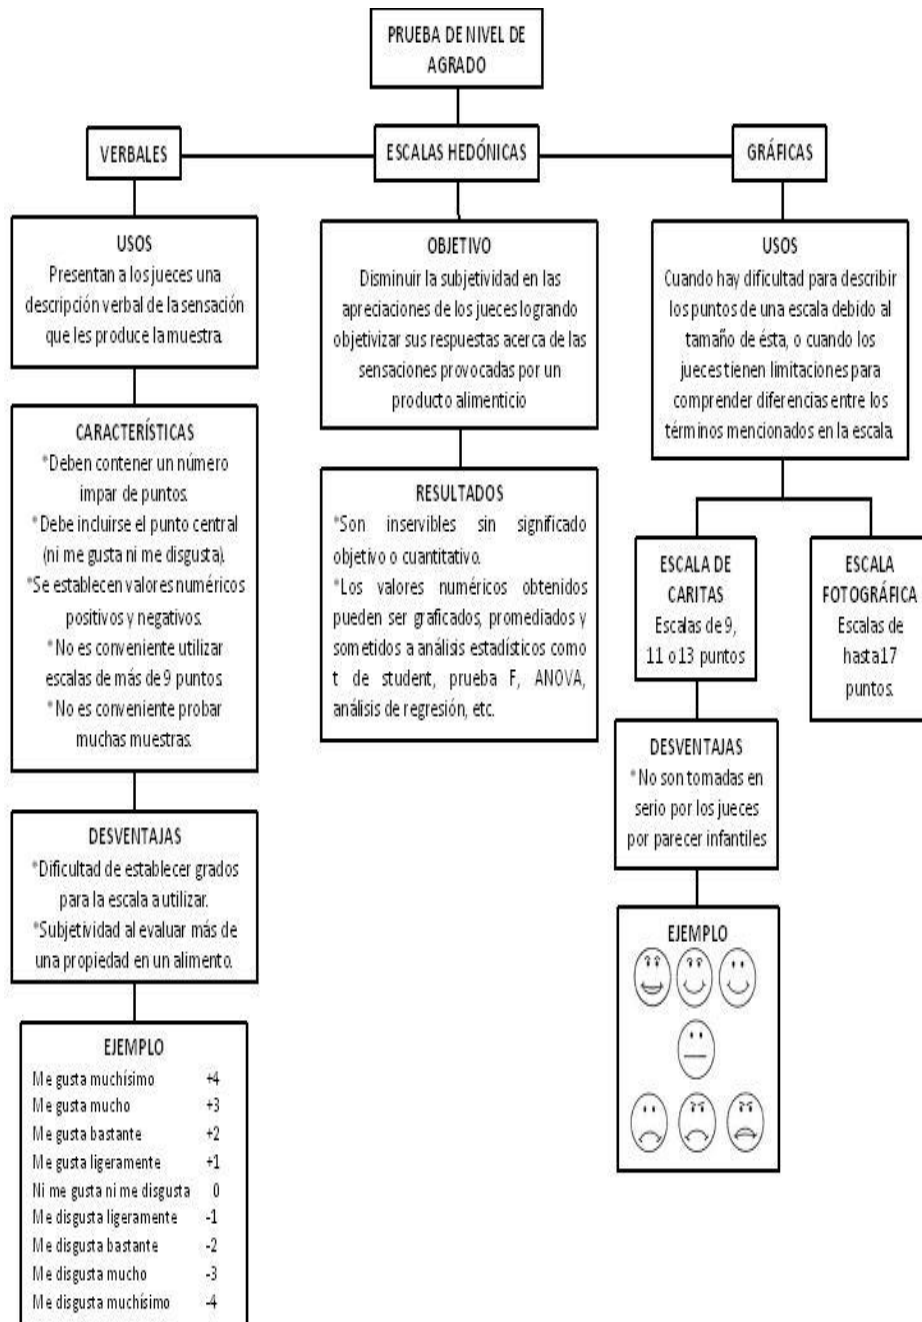 PRUEBA DE NIVEL DE
AGRADO
VERBALES
ESCALAS HEDÓNICAS
GRÁFICAS
USOS
Presentan a los jueces una
descripción verbal de la sensación
que les produce la muestra.
CARACTERÍSTICAS
*Deben contener un número
impar de puntos.
*Debe incluirse el punto central
(ni me gusta ni me disgusta).
*Se establecen valores numéricos
positivos y negativos.
*No es conveniente utilizar
escalas de más de 9 puntos
*No es conveniente probar
muchas muestras.
DESVENTAJAS
*Dificultad de establecer grados
para la escala a utilizar.
*Subjetividad al evaluar más de
una propiedad en un alimento.
EJEMPLO
Me gusta muchísimo +4
Me gusta mucho +3
Me gusta bastante +2
Me gusta ligeramente +1
Ni me gusta ni me disgusta 0
Me disgusta ligeramente -1
Me disgusta bastante -2
Me disgusta mucho -3
Me disgusta muchísimo -4
OBJETIVO
Disminuir la subjetividad en las
apreciaciones de los jueces logrando
objetivizar sus respuestas acerca de las
sensaciones provocadas por un
producto alimenticio
RESULTADOS
*Son inservibles sin significado
objetivo o cuantitativo.
*Los valores numéricos obtenidos
pueden ser graficados, promediados y
sometidos a análisis estadísticos como
t de student, prueba F, ANOVA,
análisis de regresión, etc.
USOS
Cuando hay dificultad para describir
los puntos de una escala debido al
tamaño de ésta, o cuando los
jueces tienen limitaciones para
comprender diferencias entre los
términos mencionados en la escala.
ESCALA DE
CARITAS
Escalas de 9,
11 o 13 puntos
DESVENTAJAS
*No son tomadas en
serio por los jueces
por parecer infantiles
EJEMPLO
ESCALA
FOTOGRÁFICA
Escalas de
hasta 17
puntos.